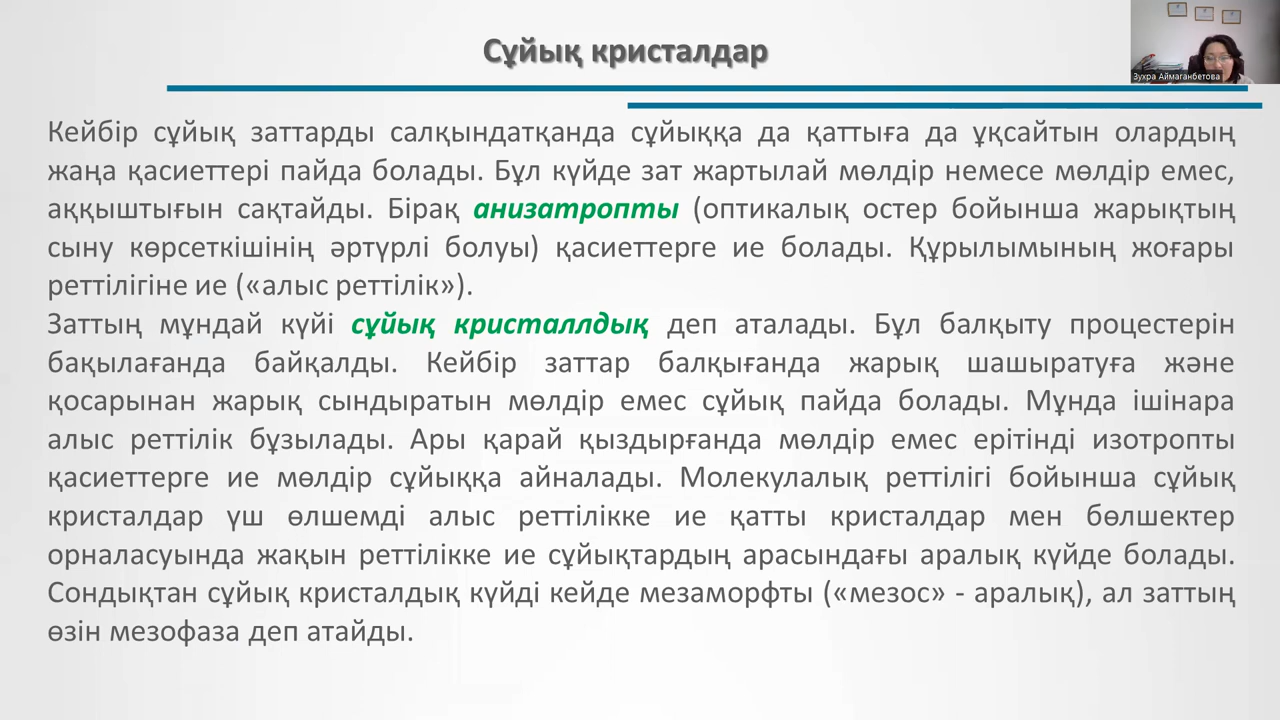 Сұйық кристалдар
Зухра Аймаганбетова
Кейбір сұйық заттарды салқындатқанда сұйыққа да қаттыға да ұқсайтын олардың
жаңа қасиеттері пайда болады. Бұл күйде зат жартылай мөлдір немесе мөлдір емес,
аққыштығын сақтайды. Бірақ анизатропты (оптикалық остер бойынша жарықтың
сыну көрсеткішінің әртүрлі болуы) қасиеттерге ие болады. Құрылымының жоғары
реттілігіне ие («алыс реттілік»).
Заттың мұндай күйі сұйық кристаллдық деп аталады. Бұл балқыту процестерін
бақылағанда байқалды. Кейбір заттар балқығанда жарық шашыратуға және
қосарынан жарық сындыратын мөлдір емес сұйық пайда болады. Мұнда ішінара
алыс реттілік бұзылады. Ары қарай қыздырғанда мөлдір емес ерітінді изотропты
қасиеттерге ие мөлдір сұйыққа айналады. Молекулалық реттілігі бойынша сұйық
кристалдар үш өлшемді алыс реттілікке ие қатты кристалдар мен бөлшектер
орналасуында жақын реттілікке ие сұйықтардың арасындағы аралық күйде болады.
Сондықтан сұйық кристалдық күйді кейде мезаморфты («мезос» - аралық), ал заттың
өзін мезофаза деп атайды.